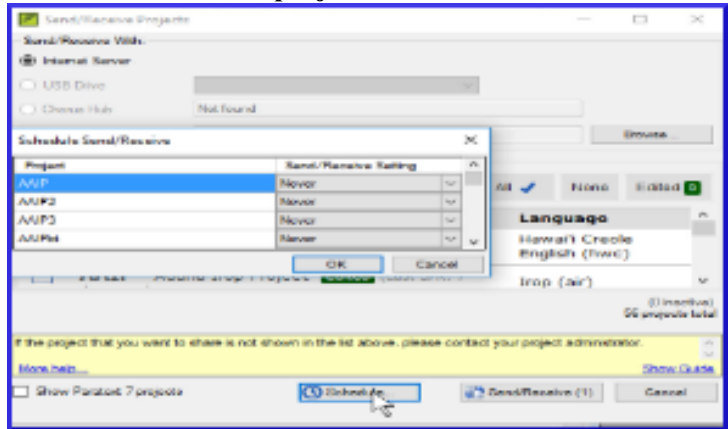 Send/Receive Projects
Send/Receive With:
Internet Server
USB Drive
Chorus Hub
Not found
Browse...
Schedule Send/Receive
Project Send/Receive Setting
AAIP Never
AAIP2 Never
AAIP3 Never
AAIPM Never
OK Cancel
All None Edited
Language
Hawai'i Creole
English (hwc)
Irop (air)
(0 inactive)
56 projects total
If the project that you want to share is not shown in the list above, please contact your project administrator.
More help... Show Guide
Show Paratext 7 projects Schedule... Send/Receive (1) Cancel